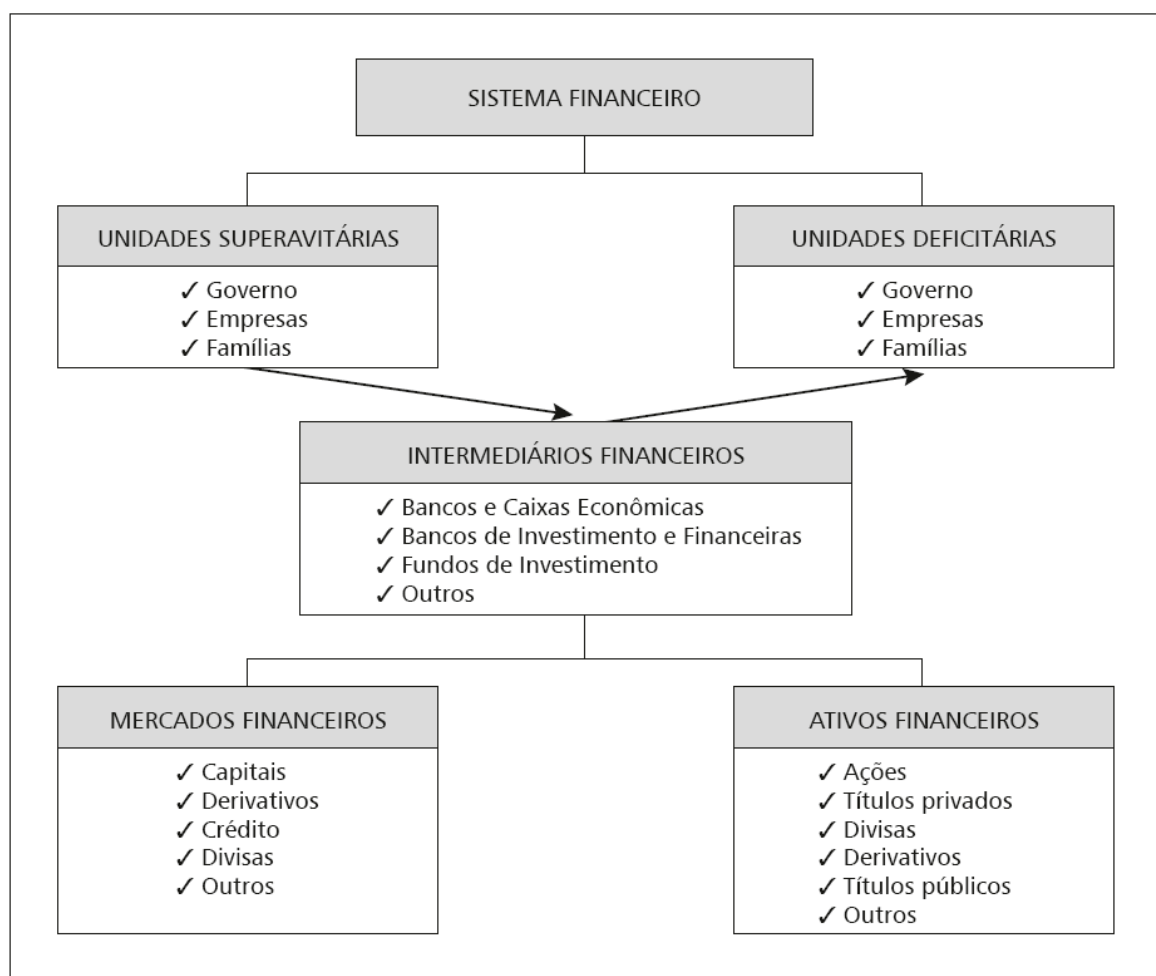 SISTEMA FINANCEIRO
UNIDADES SUPERAVITÁRIAS
✓ Governo
✓ Empresas
✓ Famílias
UNIDADES DEFICITÁRIAS
✓ Governo
✓ Empresas
✓ Famílias
INTERMEDIÁRIOS FINANCEIROS
✓ Bancos e Caixas Econômicas
✓ Bancos de Investimento e Financeiras
✓ Fundos de Investimento
✓ Outros
MERCADOS FINANCEIROS
✓ Capitais
✓ Derivativos
✓ Crédito
✓ Divisas
✓ Outros
ATIVOS FINANCEIROS
✓ Ações
✓ Títulos privados
✓ Divisas
✓ Derivativos
✓ Títulos públicos
✓ Outros